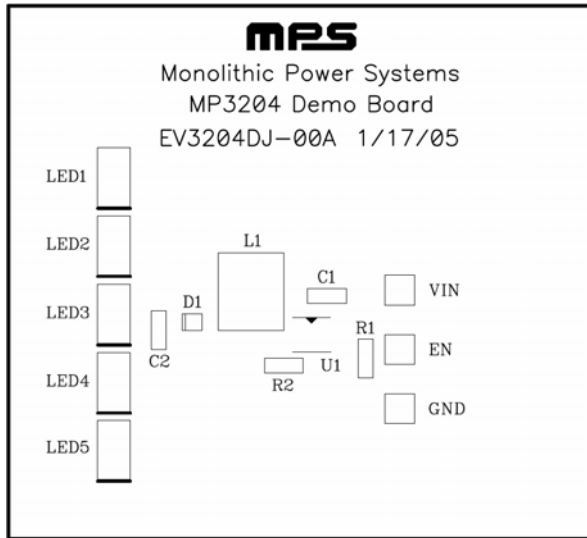 mps
Monolithic Power Systems
MP3204 Demo Board
EV3204DJ-00A 1/17/05
LED1
LED2
L1
C1
VIN
LED3
D1
R1
EN
C2
U1
LED4
R2
GND
LED5